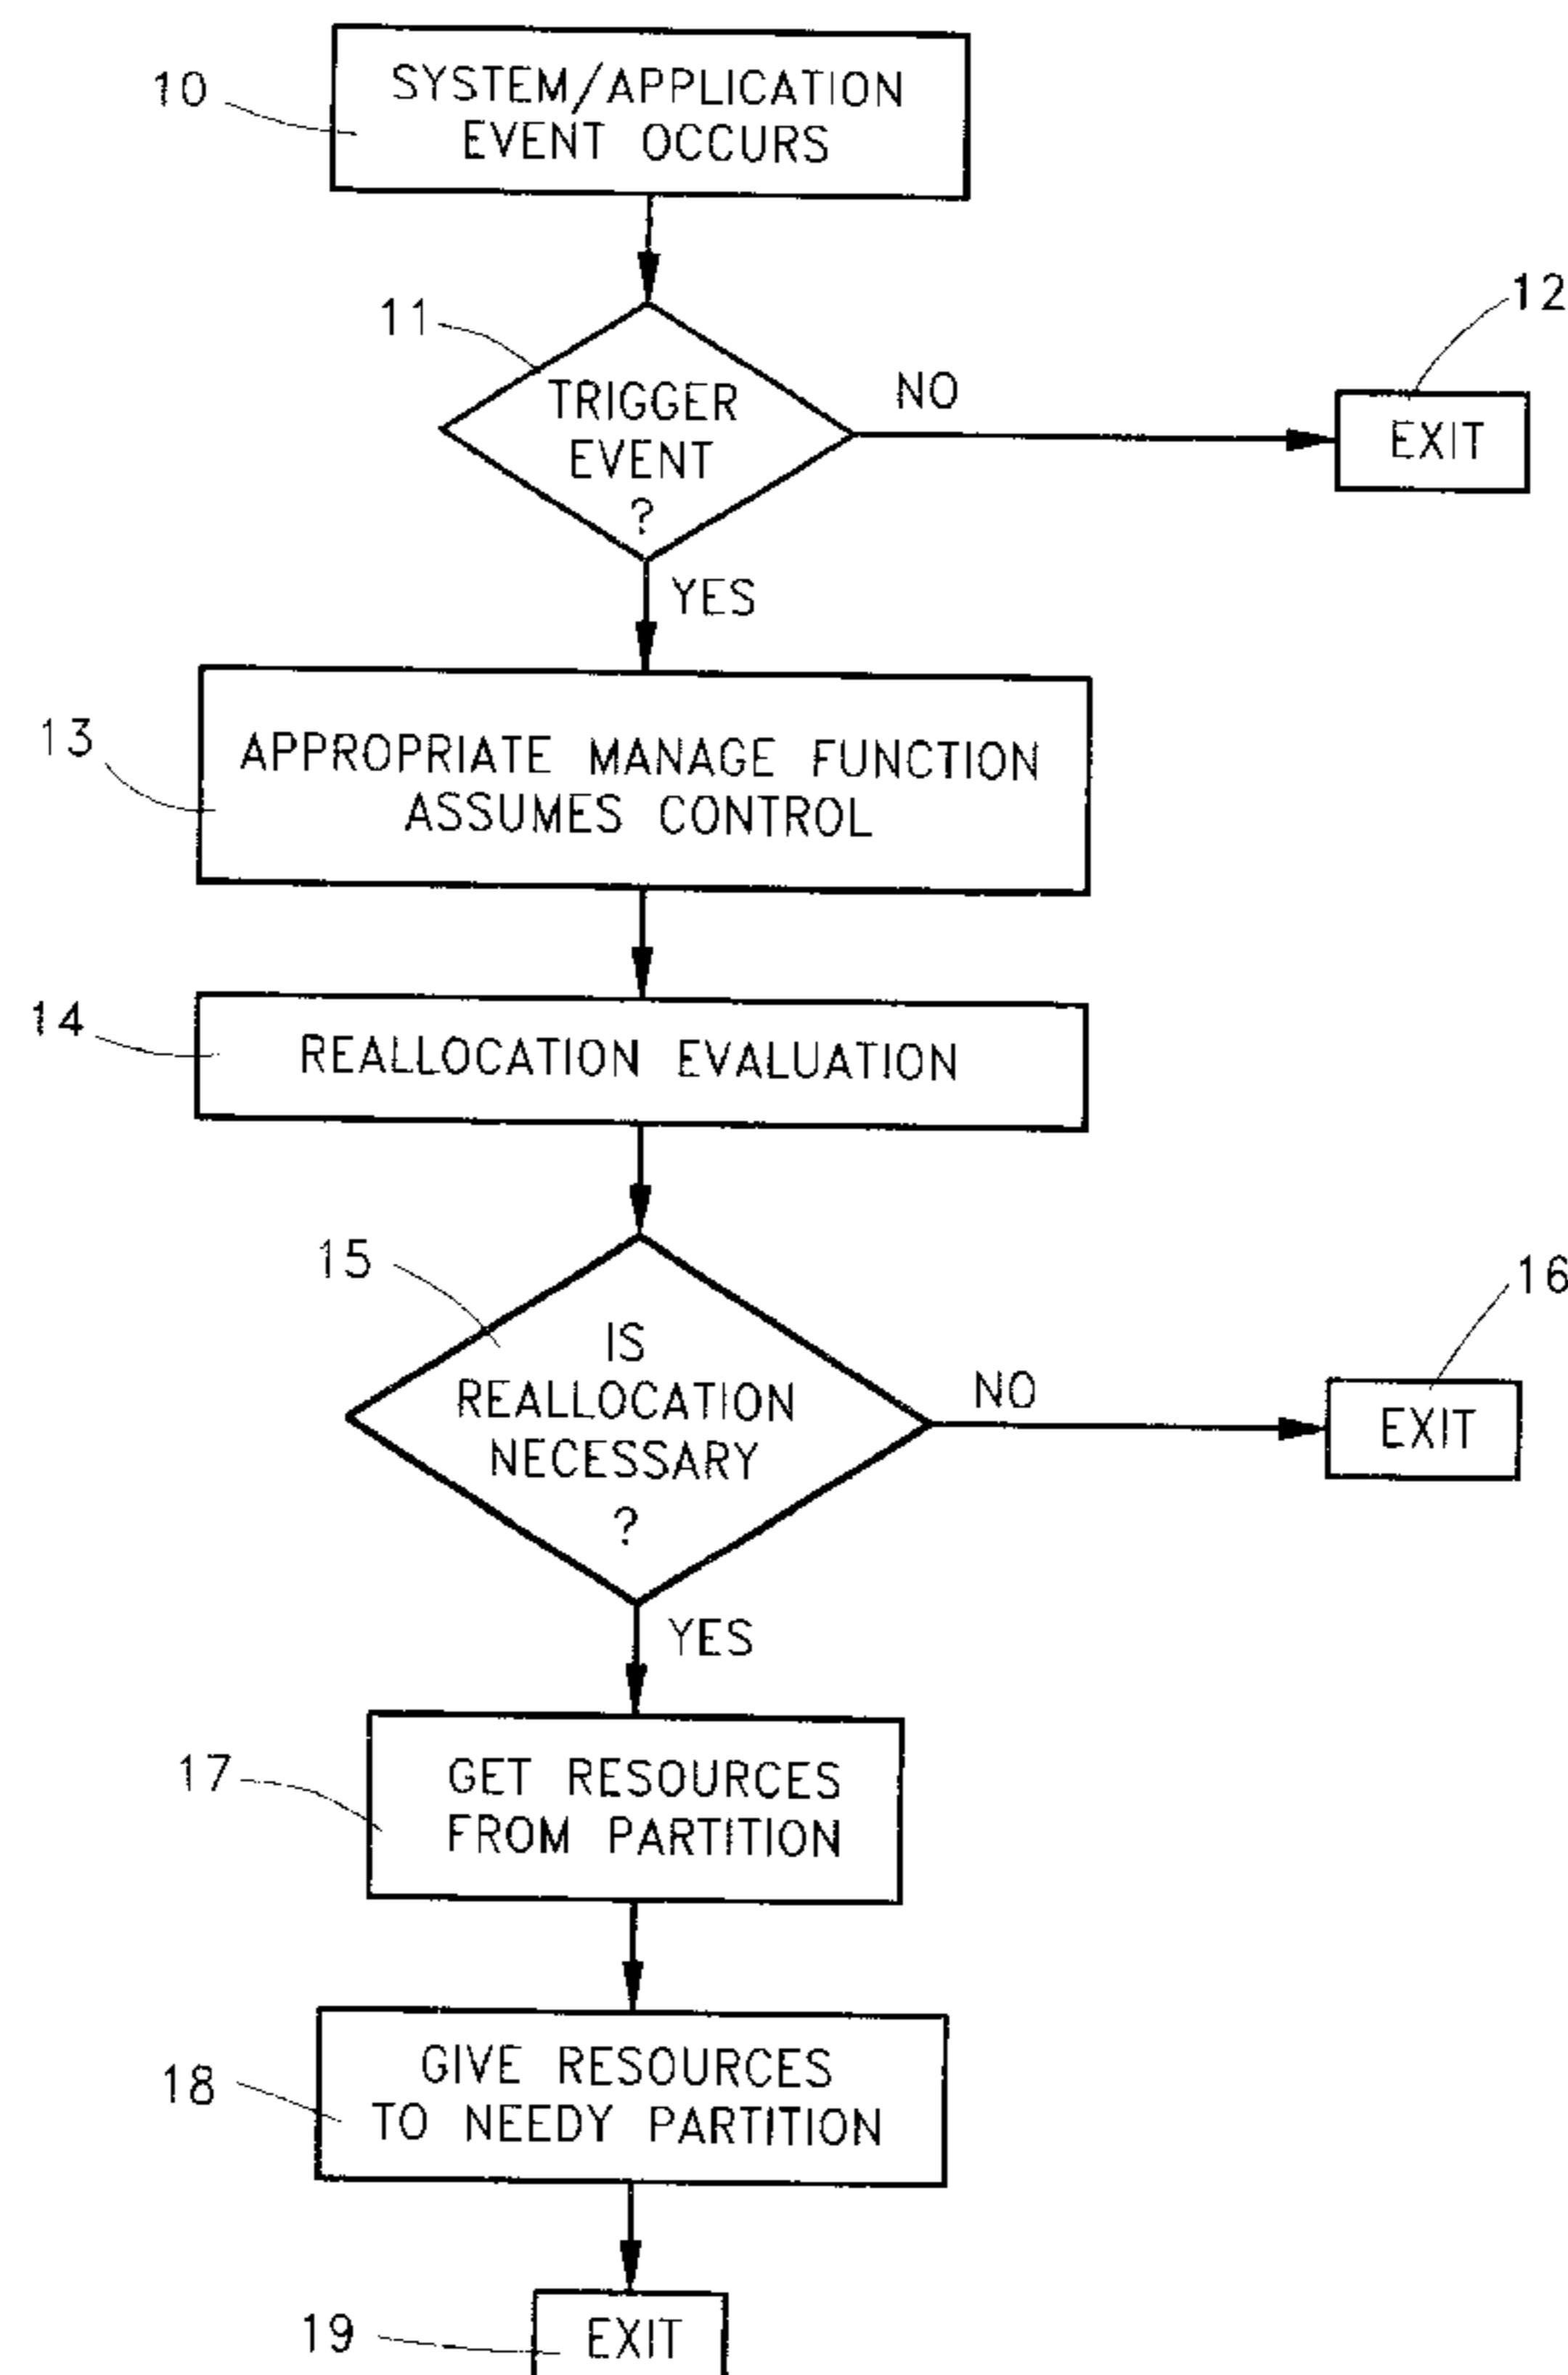 10
SYSTEM/APPLICATION
EVENT OCCURS
11
TRIGGER
EVENT
?
NO
12
EXIT
YES
13
APPROPRIATE MANAGE FUNCTION
ASSUMES CONTROL
14
REALLOCATION EVALUATION
15
IS
REALLOCATION
NECESSARY
?
NO
16
EXIT
YES
17
GET RESOURCES
FROM PARTITION
18
GIVE RESOURCES
TO NEEDY PARTITION
19
EXIT